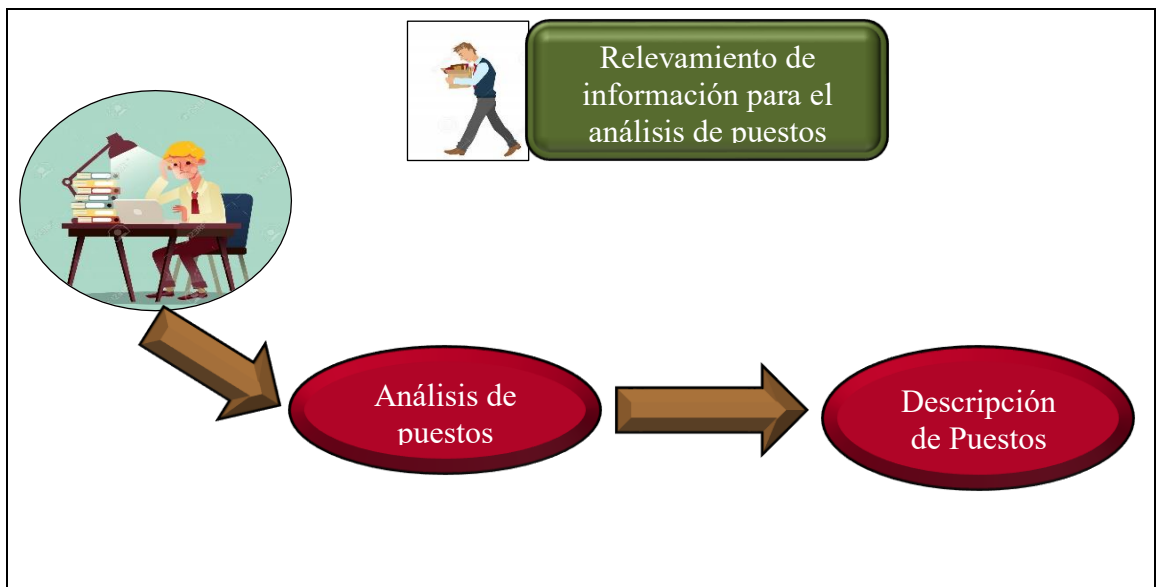 Relevamiento de
información para el
análisis de puestos
Análisis de
puestos
Descripción
de Puestos